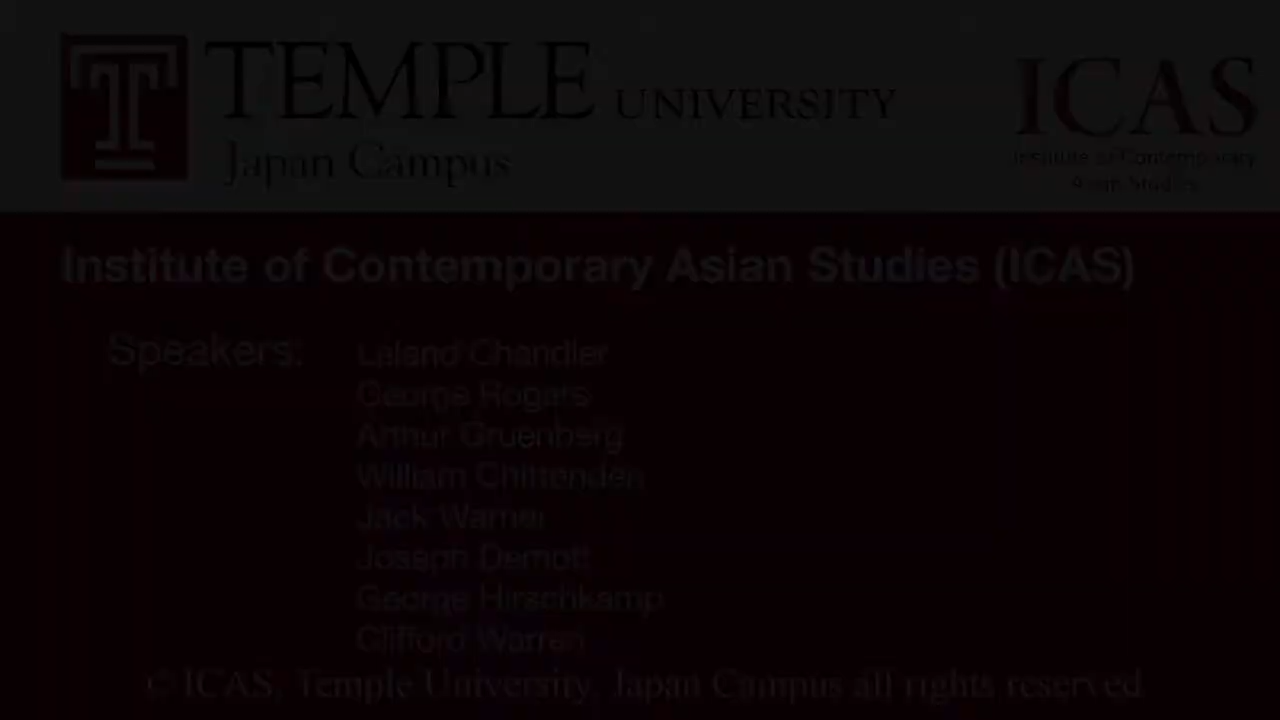 TEMPLE UNIVERSITY
Japan Campus
ICAS
Institute of Contemporary
Asian Studies
Institute of Contemporary Asian Studies (ICAS)
Speakers:
Leland Chandler
George Rogers
Arthur Gruenberg
William Chittenden
Jack Warner
Joseph Demott
George Hirschkamp
Clifford Warren
© ICAS, Temple University, Japan Campus all rights reserved